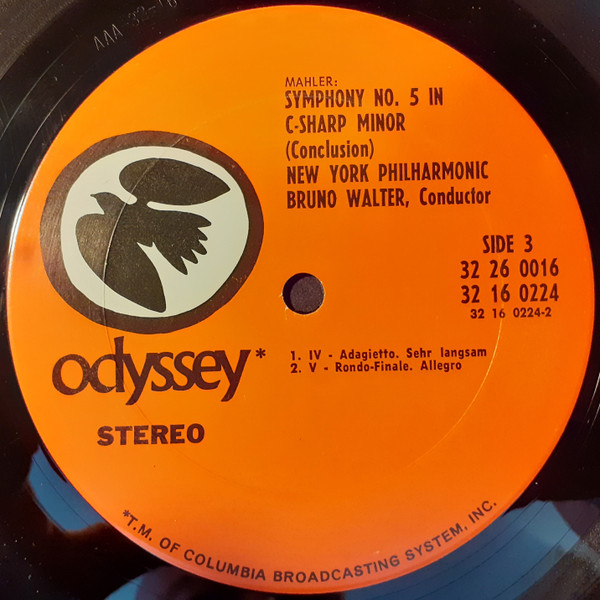 MAHLER:
SYMPHONY NO. 5 IN
C-SHARP MINOR
(Conclusion)
NEW YORK PHILHARMONIC
BRUNO WALTER, Conductor
SIDE 3
32 26 0016
32 16 0224
32 16 0224-2
odyssey*
1. IV - Adagietto. Sehr langsam
2. V - Rondo-Finale. Allegro
STEREO
*T.M. OF COLUMBIA BROADCASTING SYSTEM, INC.